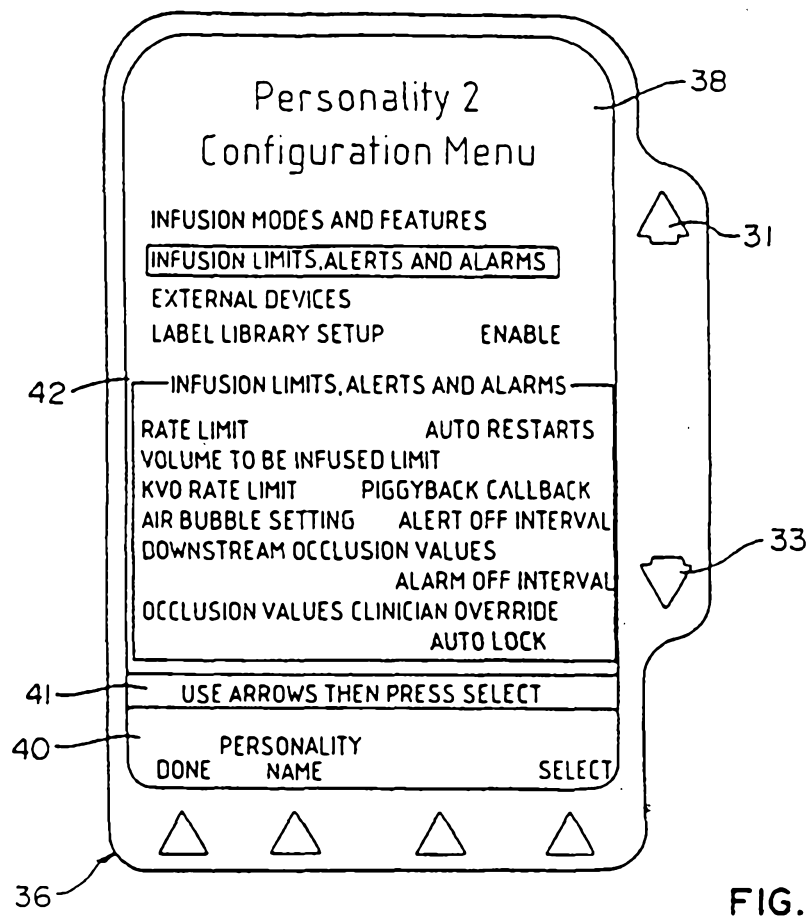 Personality 2
38
Configuration Menu
INFUSION MODES AND FEATURES
31
INFUSION LIMITS,ALERTS AND ALARMS
EXTERNAL DEVICES
LABEL LIBRARY SETUP ENABLE
42
INFUSION LIMITS, ALERTS AND ALARMS
RATE LIMIT AUTO RESTARTS
VOLUME TO BE INFUSED LIMIT
KVO RATE LIMIT PIGGYBACK CALLBACK
AIR BUBBLE SETTING ALERT OFF INTERVAL
33
DOWNSTREAM OCCLUSION VALUES
ALARM OFF INTERVAL
OCCLUSION VALUES CLINICIAN OVERRIDE
AUTO LOCK
41
USE ARROWS THEN PRESS SELECT
40
PERSONALITY
DONE NAME SELECT
36
FIG.